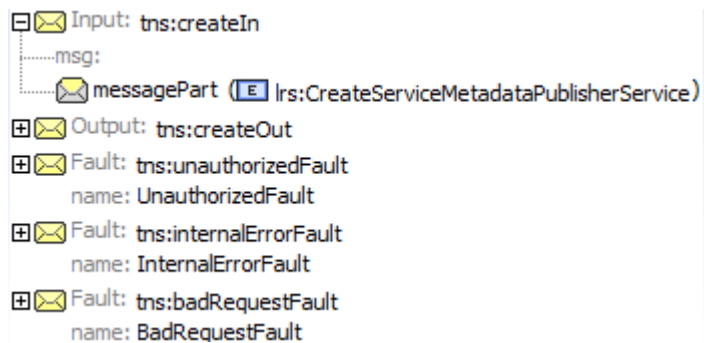 Input: tns:createIn
msg:
messagePart (E lrs:CreateServiceMetadataPublisherService)
Output: tns:createOut
Fault: tns:unauthorizedFault
name: UnauthorizedFault
Fault: tns:internalErrorFault
name: InternalErrorFault
Fault: tns:badRequestFault
name: BadRequestFault